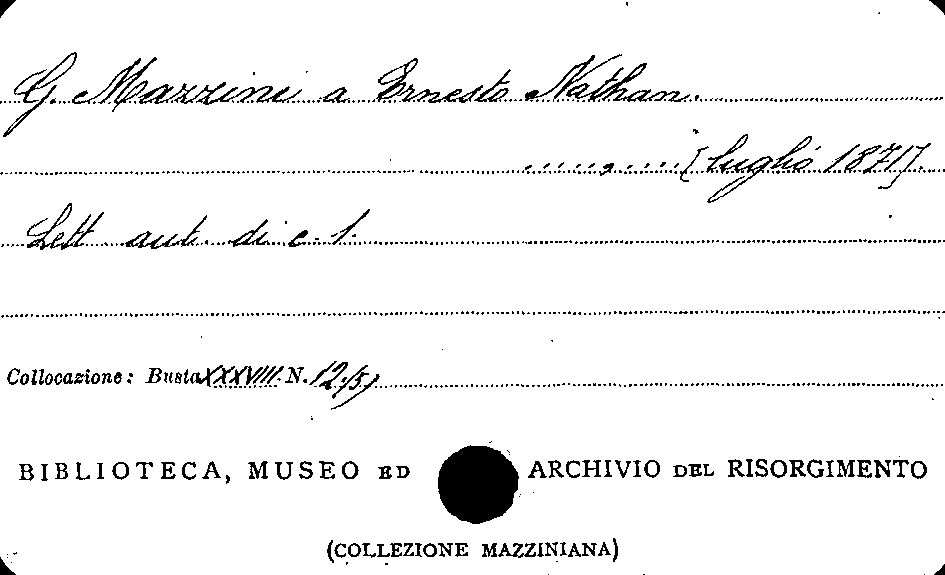 G. Mazzini a Ernesto Nathan.
......,....[luglio 1871].
Lett. aut. di c. 1.
Collocazione: Busta XXXVIII. N. 12,(5)
BIBLIOTECA, MUSEO ED ARCHIVIO DEL RISORGIMENTO
(COLLEZIONE MAZZINIANA)